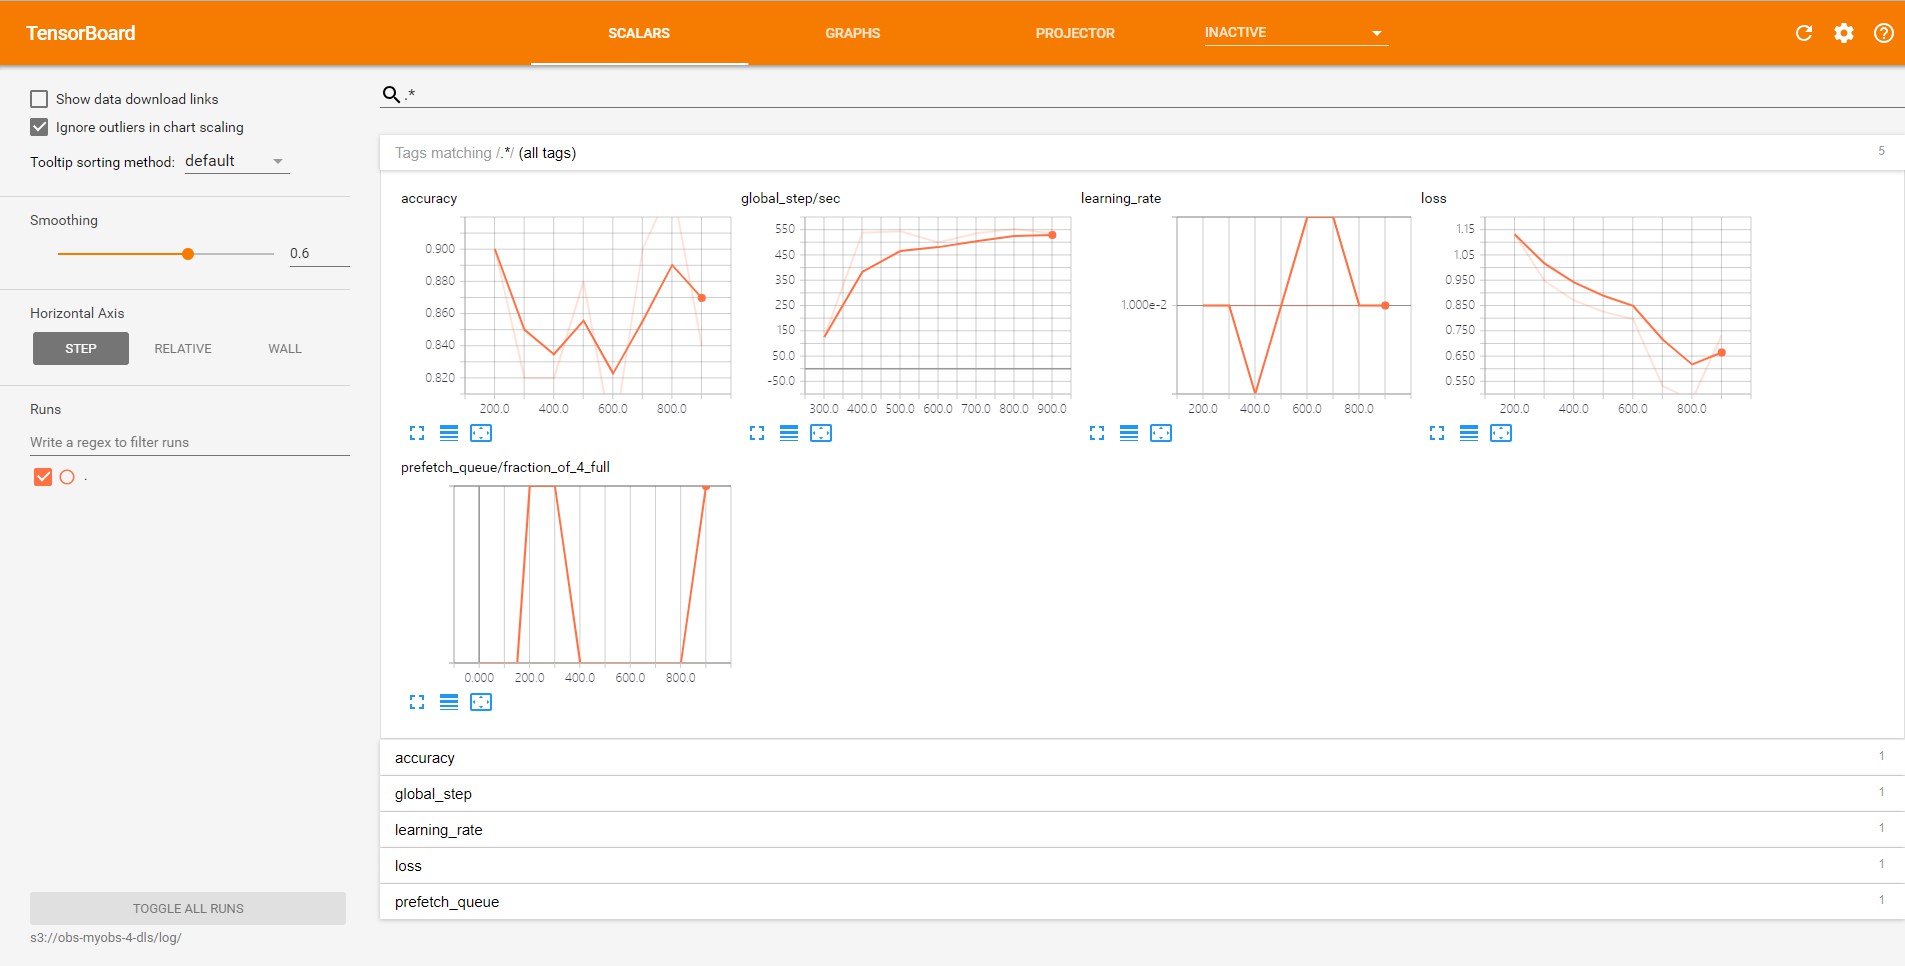 TensorBoard SCALARS GRAPHS PROJECTOR INACTIVE
Show data download links
Ignore outliers in chart scaling
Tooltip sorting method: default
Smoothing
0.6
Horizontal Axis
STEP RELATIVE WALL
Runs
Write a regex to filter runs
.
TOGGLE ALL RUNS
s3://obs-myobs-4-dls/log/
.*
Tags matching /.*/ (all tags) 5
accuracy
0.900
0.880
0.860
0.840
0.820
200.0 400.0 600.0 800.0
global_step/sec
550
450
350
250
150
50.0
-50.0
300.0 400.0 500.0 600.0 700.0 800.0 900.0
learning_rate
1.000e-2
200.0 400.0 600.0 800.0
loss
1.15
1.05
0.950
0.850
0.750
0.650
0.550
200.0 400.0 600.0 800.0
prefetch_queue/fraction_of_4_full
0.000 200.0 400.0 600.0 800.0
accuracy 1
global_step 1
learning_rate 1
loss 1
prefetch_queue 1